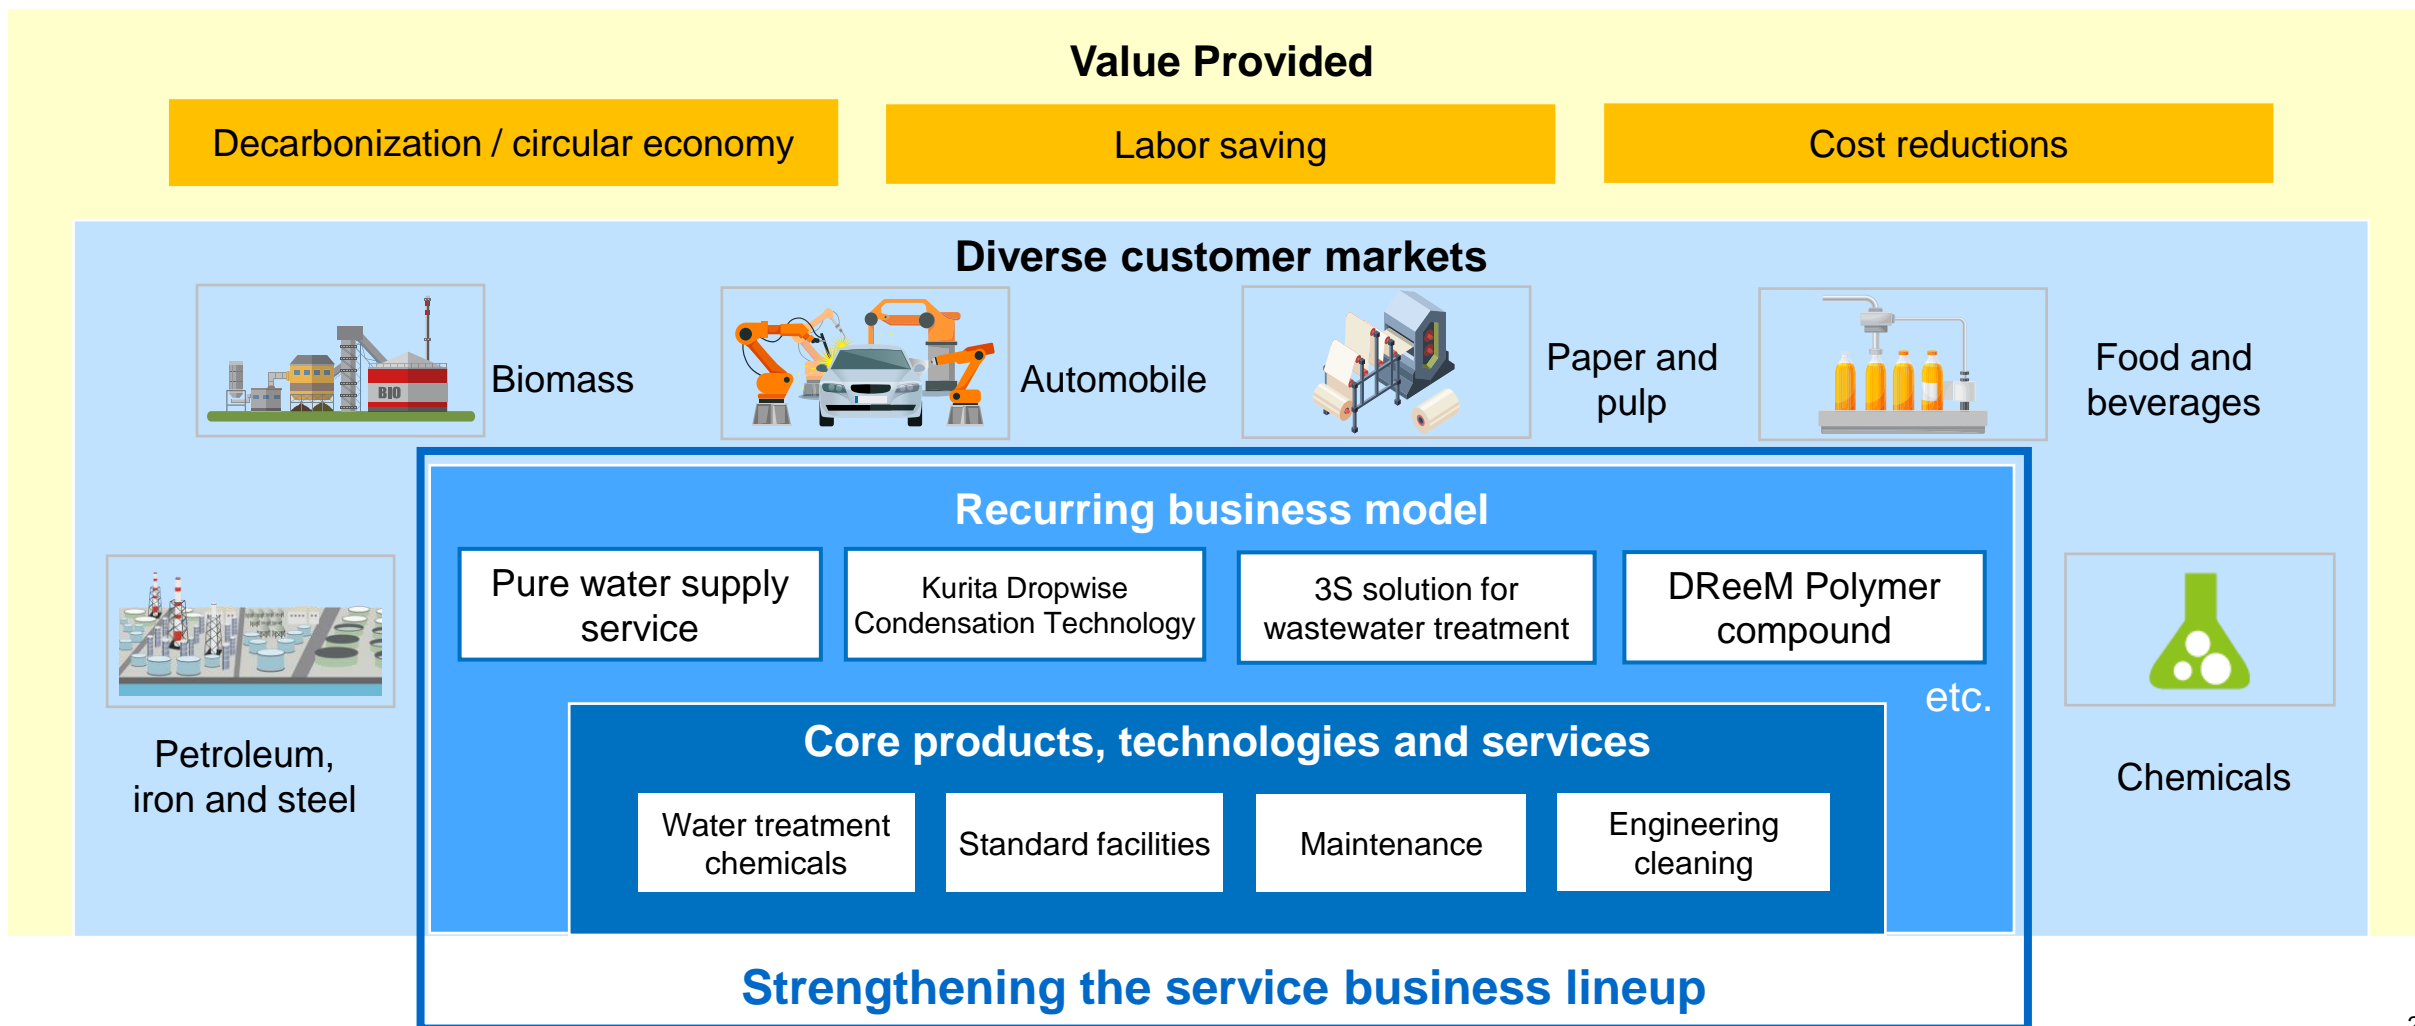 Value Provided
Decarbonization / circular economy
Labor saving
Cost reductions
Diverse customer markets
BIO
Biomass
Automobile
Paper and
pulp
Food and
beverages
Petroleum,
iron and steel
Chemicals
Recurring business model
Pure water supply
service
Kurita Dropwise
Condensation Technology
3S solution for
wastewater treatment
DReeM Polymer
compound
etc.
Core products, technologies and services
Water treatment
chemicals
Standard facilities
Maintenance
Engineering
cleaning
Strengthening the service business lineup